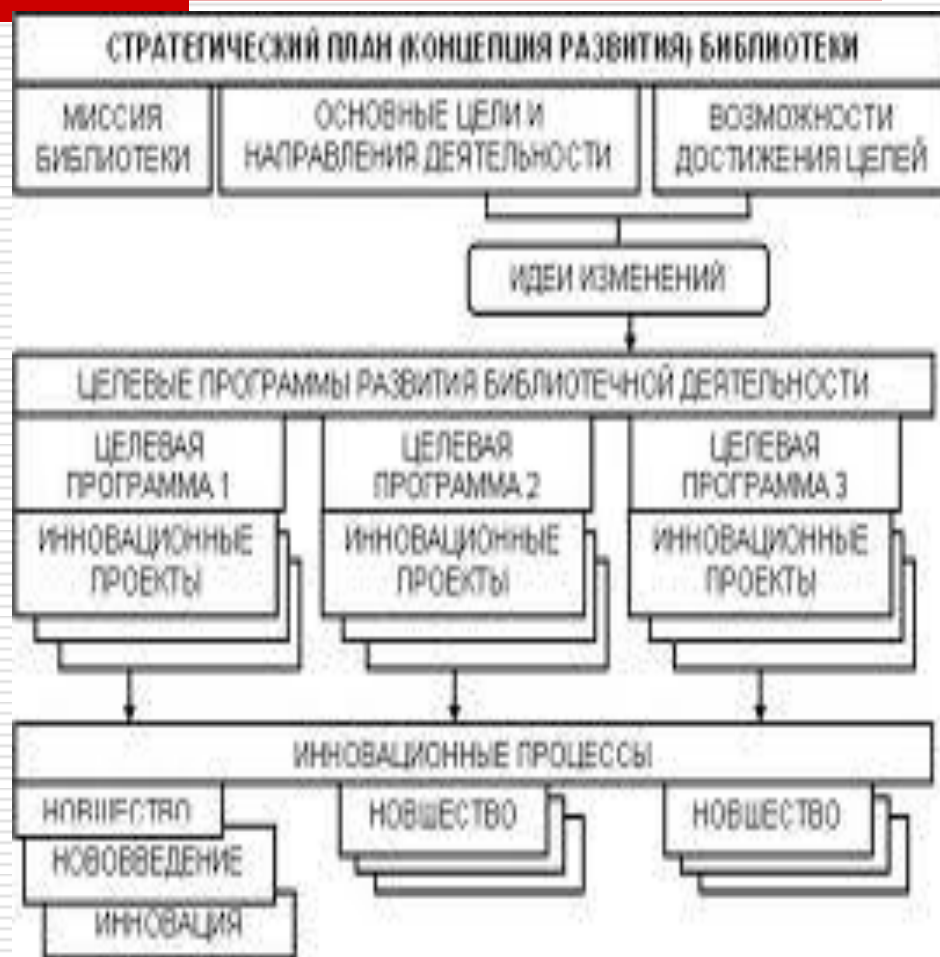 СТРАТЕГИЧЕСКИЙ ПЛАН (КОНЦЕПЦИЯ РАЗВИТИЯ) БИБЛИОТЕКИ
МИССИЯ
БИБЛИОТЕКИ
ОСНОВНЫЕ ЦЕЛИ И
НАПРАВЛЕНИЯ ДЕЯТЕЛЬНОСТИ
ВОЗМОЖНОСТИ
ДОСТИЖЕНИЯ ЦЕЛЕЙ
ИДЕИ ИЗМЕНЕНИЙ
ЦЕЛЕВЫЕ ПРОГРАММЫ РАЗВИТИЯ БИБЛИОТЕЧНОЙ ДЕЯТЕЛЬНОСТИ
ЦЕЛЕВАЯ
ПРОГРАММА 1
ЦЕЛЕВАЯ
ПРОГРАММА 2
ЦЕЛЕВАЯ
ПРОГРАММА 3
ИННОВАЦИОННЫЕ
ПРОЕКТЫ
ИННОВАЦИОННЫЕ
ПРОЕКТЫ
ИННОВАЦИОННЫЕ
ПРОЕКТЫ
ИННОВАЦИОННЫЕ ПРОЦЕССЫ
НОВШЕСТВО
НОВОВВЕДЕНИЕ
ИННОВАЦИЯ
НОВШЕСТВО
НОВШЕСТВО